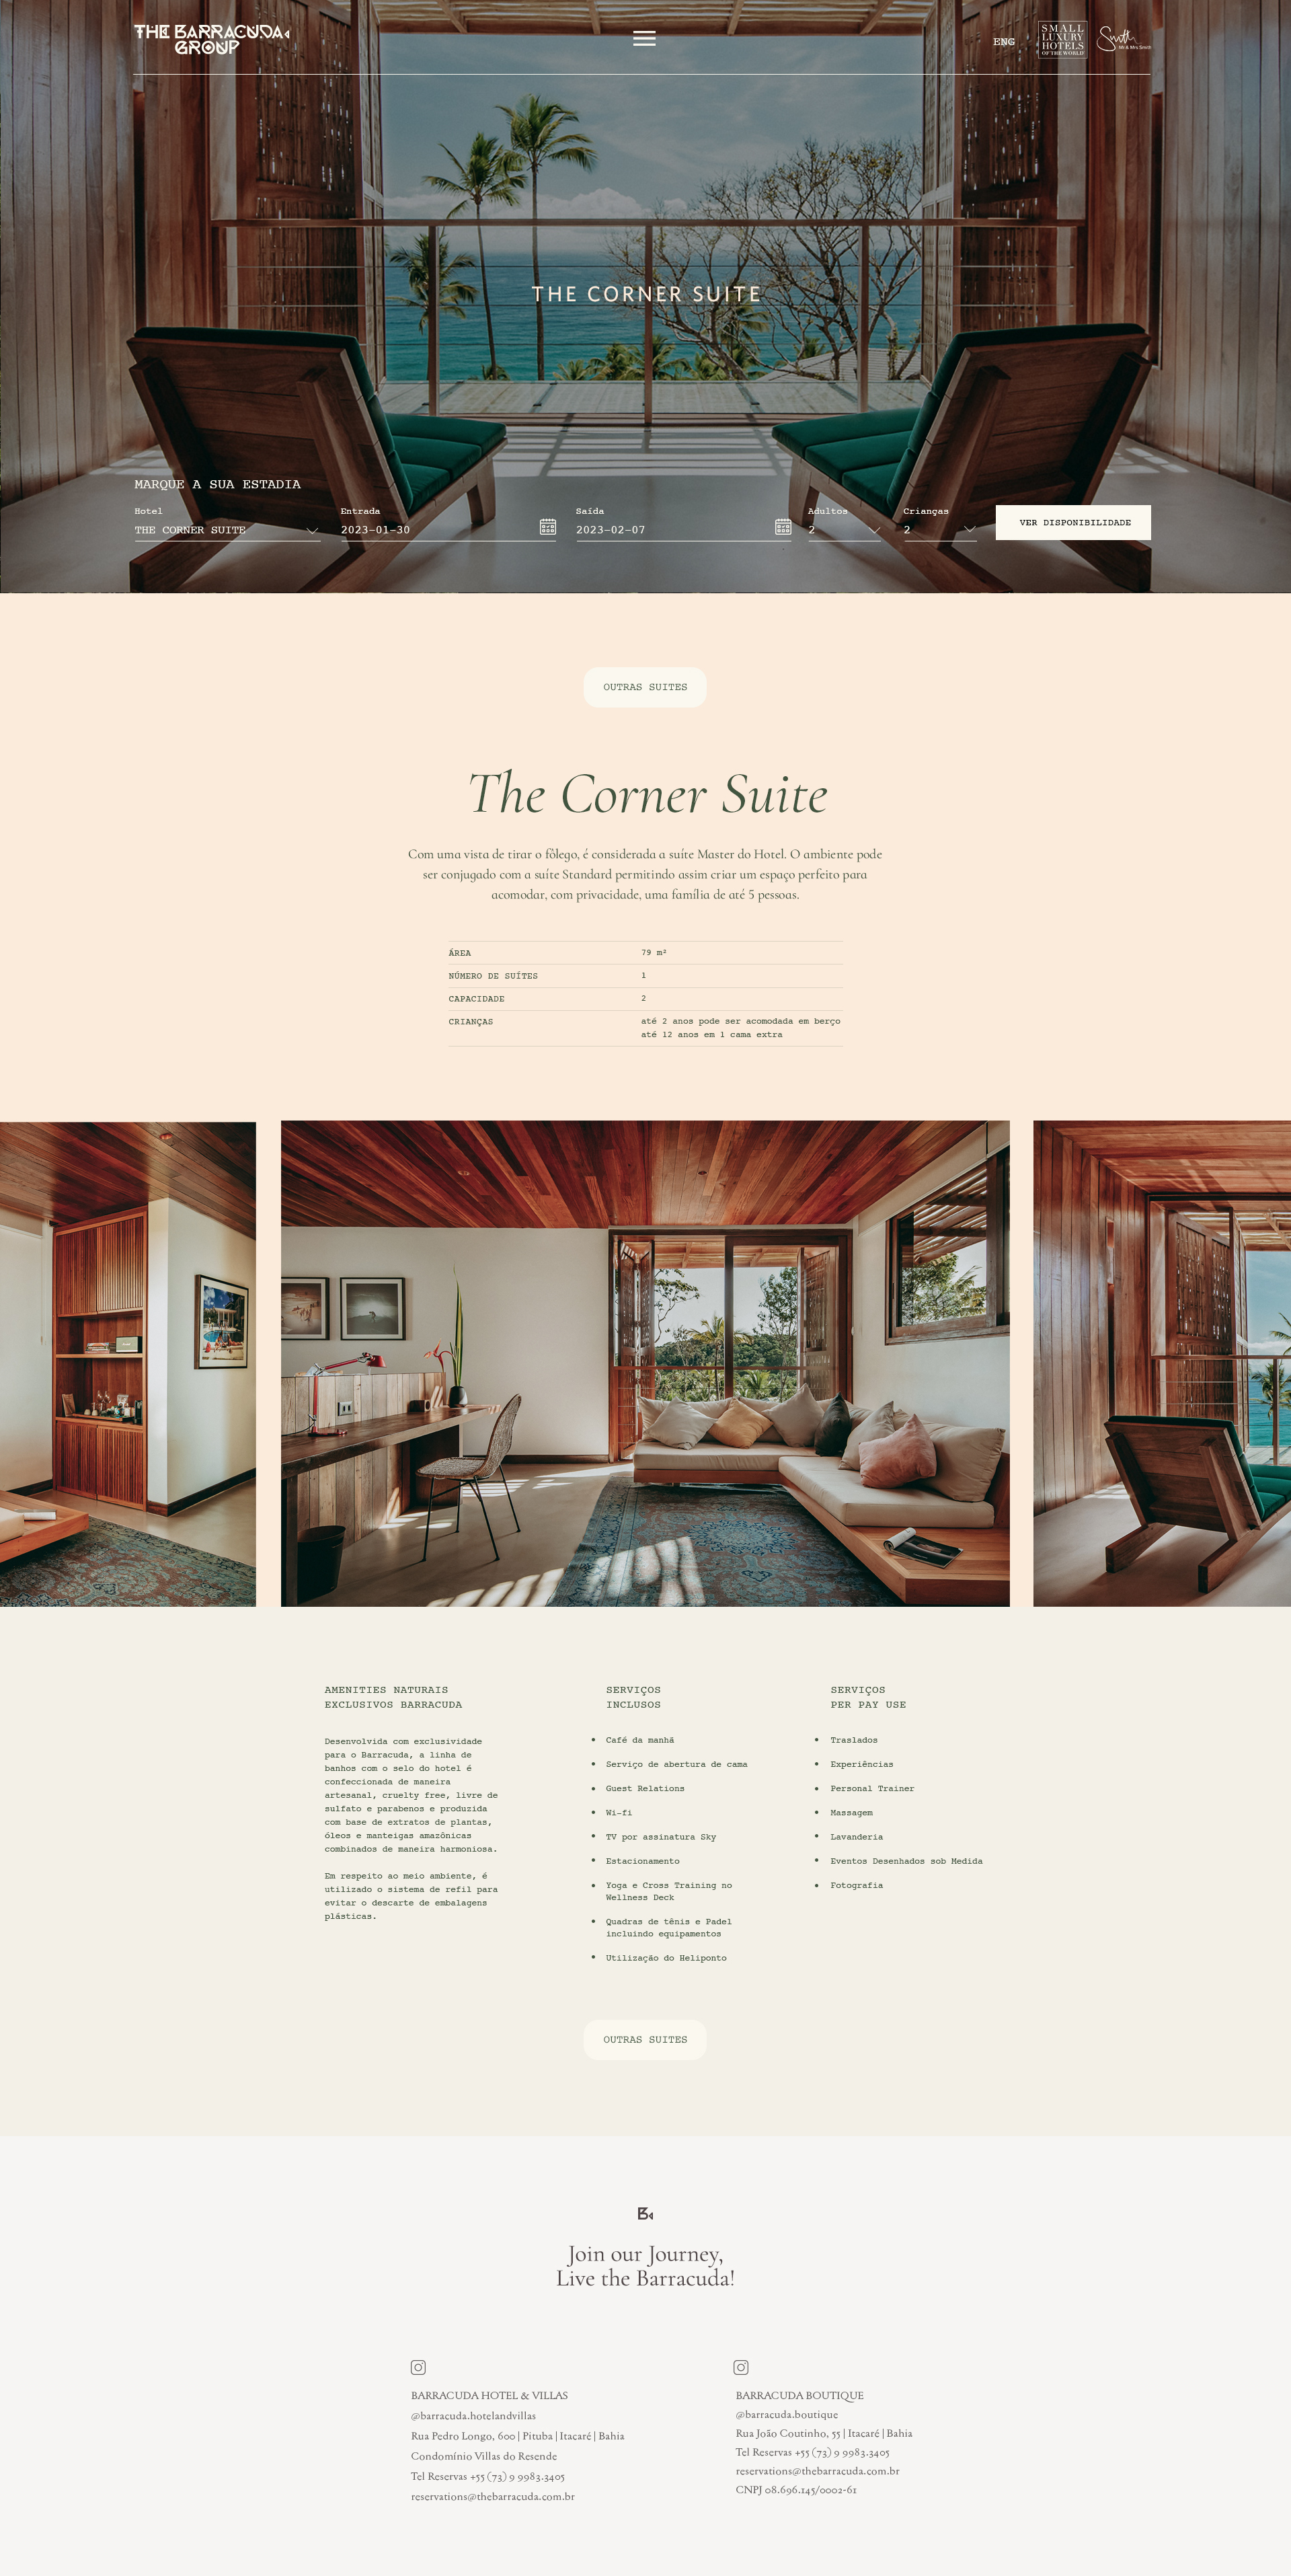 THE BARRACUDA
GROUP
ENG
SMALL
LUXURY
HOTELS
OF THE WORLD
Smith
Mr & Mrs Smith
THE CORNER SUITE
MARQUE A SUA ESTADIA
Hotel
THE CORNER SUITE
Entrada
2023-01-30
Saída
2023-02-07
Adultos
2
Crianças
2
VER DISPONIBILIDADE
OUTRAS SUITES
The Corner Suite
Com uma vista de tirar o fôlego, é considerada a suíte Master do Hotel. O ambiente pode
ser conjugado com a suíte Standard permitindo assim criar um espaço perfeito para
acomodar, com privacidade, uma família de até 5 pessoas.
ÁREA 79 m²
NÚMERO DE SUÍTES 1
CAPACIDADE 2
CRIANÇAS até 2 anos pode ser acomodada em berço
até 12 anos em 1 cama extra
AMENITIES NATURAIS
EXCLUSIVOS BARRACUDA
Desenvolvida com exclusividade
para o Barracuda, a linha de
banhos com o selo do hotel é
confeccionada de maneira
artesanal, cruelty free, livre de
sulfato e parabenos e produzida
com base de extratos de plantas,
óleos e manteigas amazônicas
combinados de maneira harmoniosa.
Em respeito ao meio ambiente, é
utilizado o sistema de refil para
evitar o descarte de embalagens
plásticas.
SERVIÇOS
INCLUSOS
• Café da manhã
• Serviço de abertura de cama
• Guest Relations
• Wi-fi
• TV por assinatura Sky
• Estacionamento
• Yoga e Cross Training no
Wellness Deck
• Quadras de tênis e Padel
incluindo equipamentos
• Utilização do Heliponto
SERVIÇOS
PER PAY USE
• Traslados
• Experiências
• Personal Trainer
• Massagem
• Lavanderia
• Eventos Desenhados sob Medida
• Fotografia
OUTRAS SUITES
B
Join our Journey,
Live the Barracuda!
BARRACUDA HOTEL & VILLAS
@barracuda.hotelandvillas
Rua Pedro Longo, 600 | Pituba | Itacaré | Bahia
Condomínio Villas do Resende
Tel Reservas +55 (73) 9 9983.3405
reservations@thebarracuda.com.br
BARRACUDA BOUTIQUE
@barracuda.boutique
Rua João Coutinho, 55 | Itacaré | Bahia
Tel Reservas +55 (73) 9 9983.3405
reservations@thebarracuda.com.br
CNPJ 08.696.145/0002-61